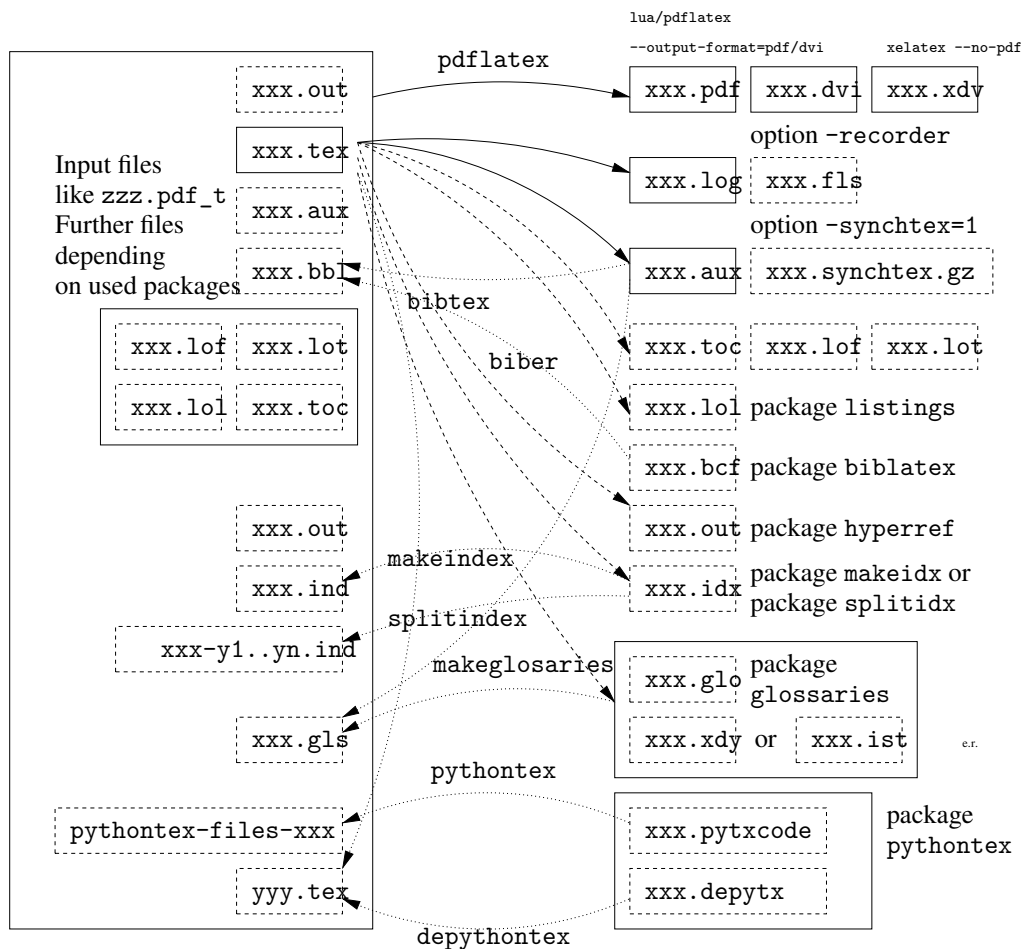 lua/pdflatex
--output-format=pdf/dvi
xelatex --no-pdf
pdflatex
xxx.out
xxx.pdf
xxx.dvi
xxx.xdv
xxx.tex
option -recorder
Input files
like zzz.pdf_t
Further files
depending
on used packages
xxx.log
xxx.fls
xxx.aux
option -synchtex=1
xxx.bbl
xxx.aux
xxx.synchtex.gz
bibtex
xxx.lof
xxx.lot
biber
xxx.toc
xxx.lof
xxx.lot
xxx.lol
xxx.toc
xxx.lol
package listings
xxx.bcf
package biblatex
xxx.out
xxx.out
package hyperref
makeindex
xxx.ind
xxx.idx
package makeidx or
package splitidx
splitindex
xxx-y1..yn.ind
makeglosaries
xxx.glo
package
glossaries
xxx.gls
xxx.xdy
or
xxx.ist
e.r.
pythontex
pythontex-files-xxx
xxx.pytxcode
package
pythontex
yyy.tex
xxx.depytx
depythontex